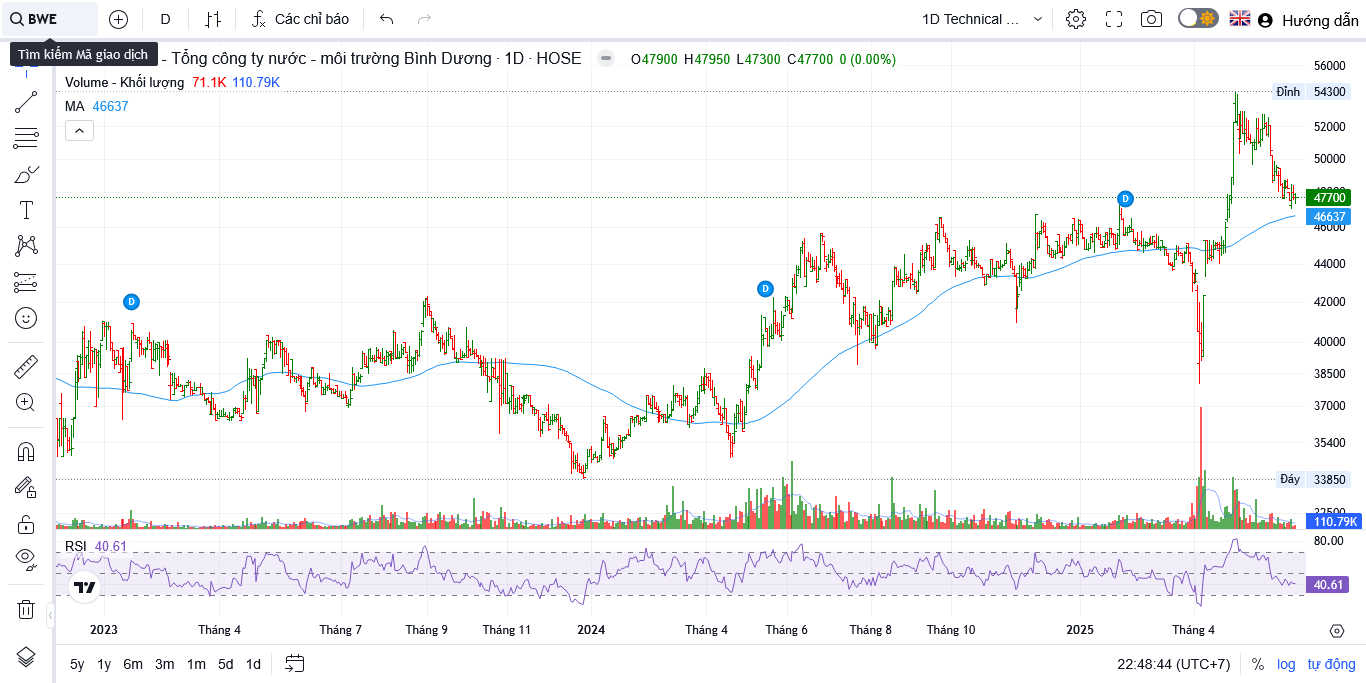 BWE
D
Các chỉ báo
1D Technical ...
Hướng dẫn
Tìm kiếm Mã giao dịch
- Tổng công ty nước - môi trường Bình Dương · 1D · HOSE
O47900 H47950 L47300 C47700 0 (0.00%)
Volume - Khối lượng 71.1K 110.79K
MA 46637
56000
Đỉnh 54300
52000
50000
47700
46637
46000
44000
42000
40000
38500
37000
35400
Đáy 33850
110.79K
D
D
D
RSI 40.61
80.00
40.61
2023 Tháng 4 Tháng 7 Tháng 9 Tháng 11 2024 Tháng 4 Tháng 6 Tháng 8 Tháng 10 2025 Tháng 4
5y 1y 6m 3m 1m 5d 1d
22:48:44 (UTC+7) % log tự động